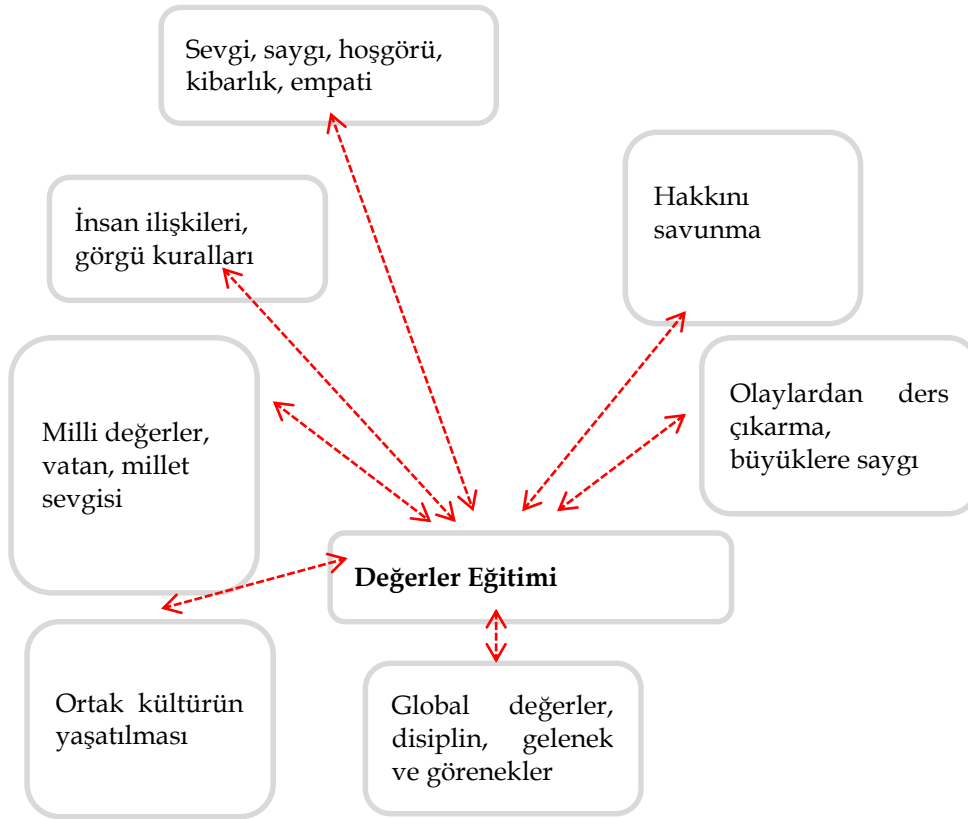 Sevgi, saygı, hoşgörü,
kibarlık, empati
Hakkını
savunma
İnsan ilişkileri,
görgü kuralları
Milli değerler,
vatan, millet
sevgisi
Olaylardan ders
çıkarma,
büyüklere saygı
Değerler Eğitimi
Ortak kültürün
yaşatılması
Global değerler,
disiplin, gelenek
ve görenekler